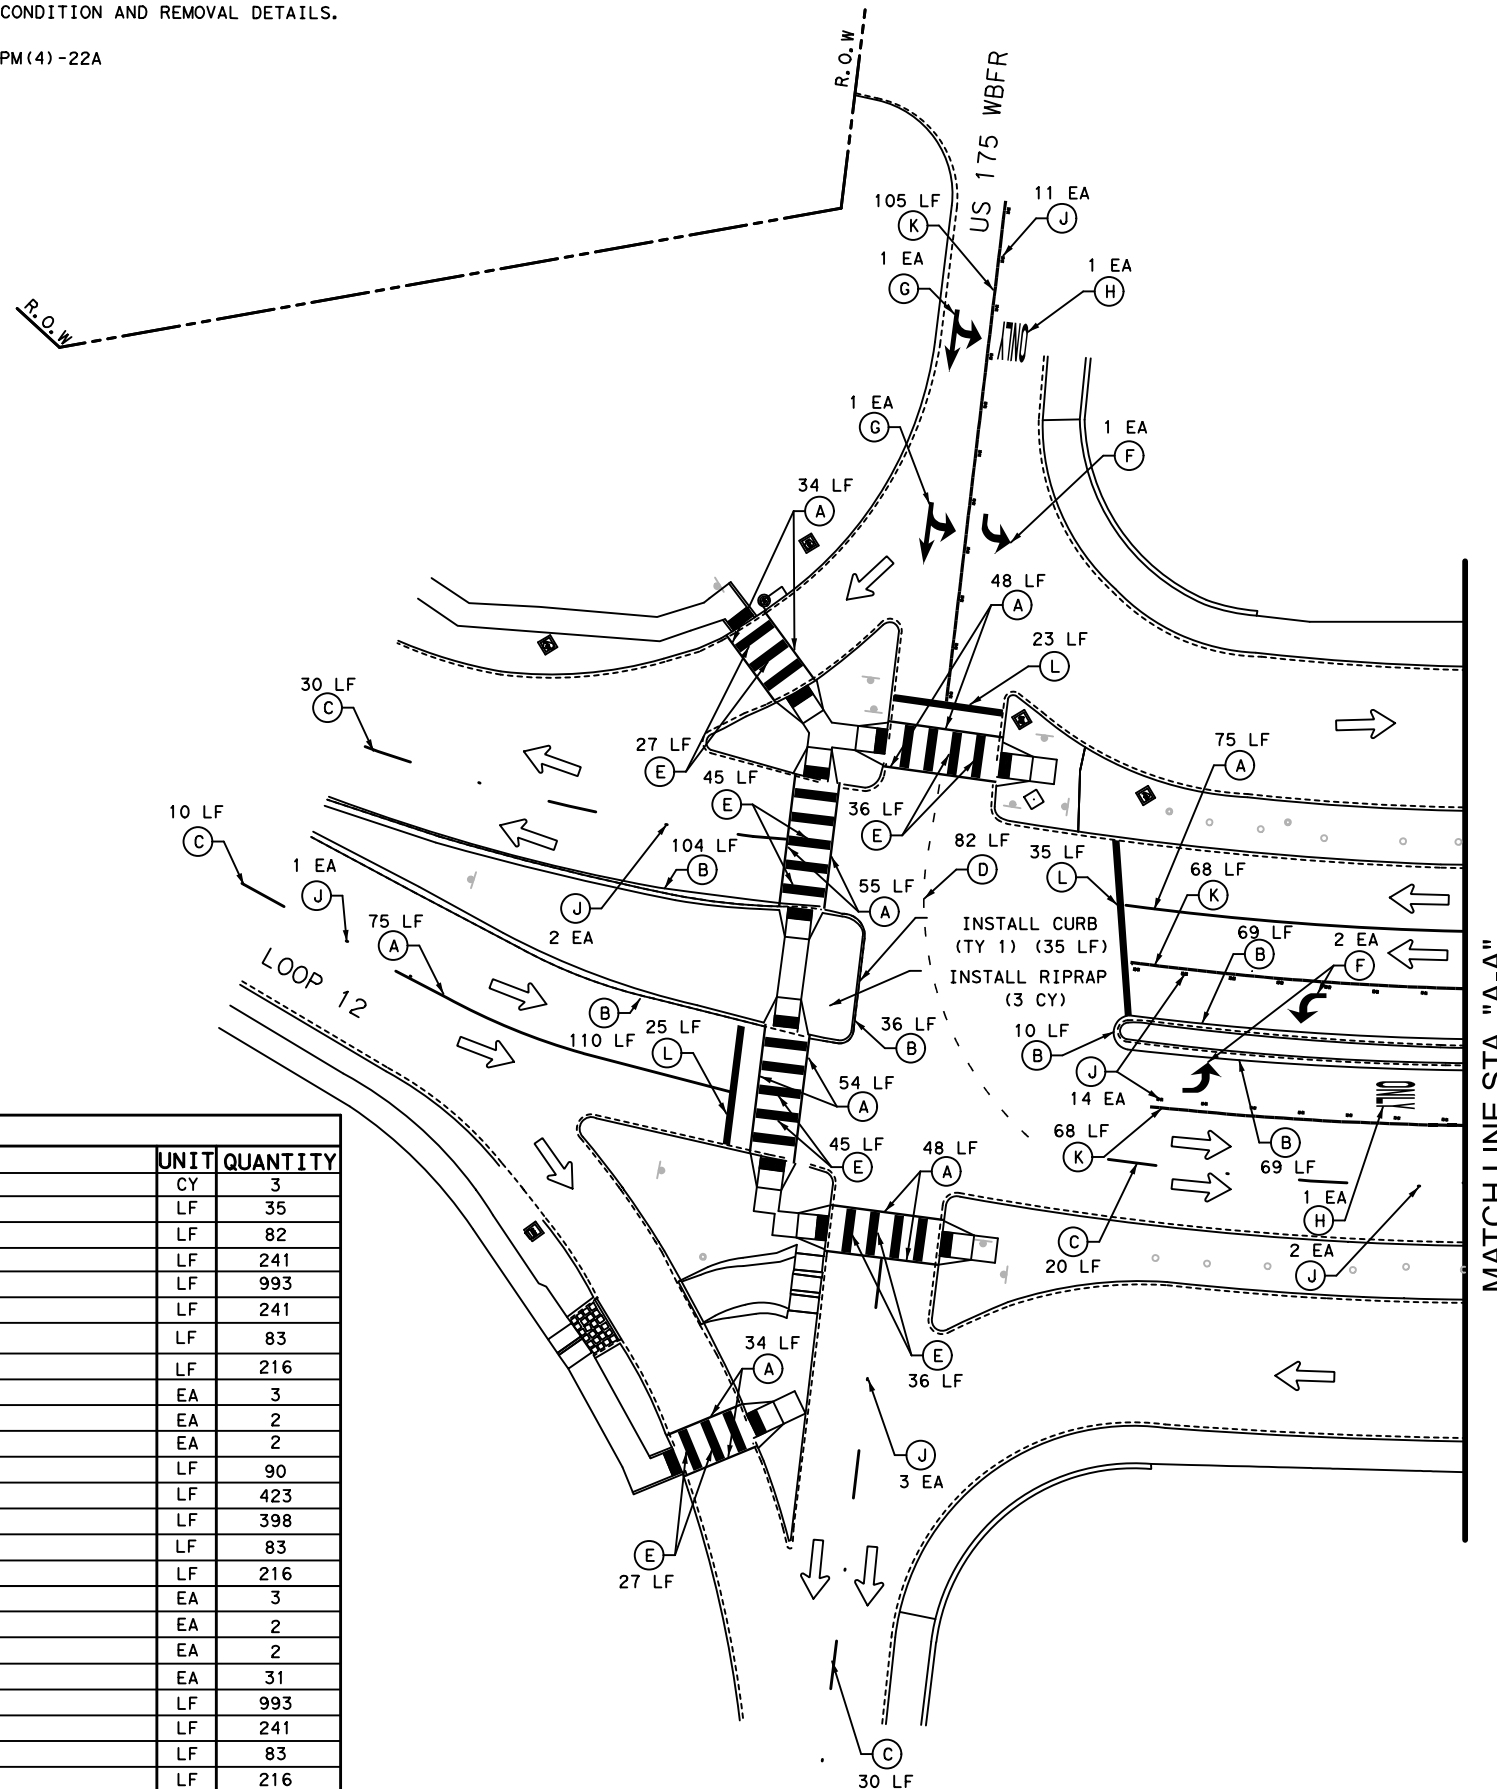 CONDITION AND REMOVAL DETAILS.
PM(4)-22A
R.O.W
R.O.W
US 175 WBFR
105 LF
K
11 EA
J
1 EA
G
1 EA
H
ONLY
1 EA
G
1 EA
F
34 LF
A
48 LF
A
23 LF
L
30 LF
C
27 LF
E
45 LF
E
36 LF
E
75 LF
A
10 LF
C
104 LF
B
82 LF
D
35 LF
L
68 LF
K
1 EA
J
J
2 EA
55 LF
A
INSTALL CURB
(TY 1) (35 LF)
INSTALL RIPRAP
(3 CY)
69 LF
B
2 EA
F
75 LF
A
LOOP 12
B
110 LF
25 LF
L
36 LF
B
10 LF
B
J
14 EA
ONLY
54 LF
A
45 LF
E
48 LF
A
68 LF
K
B
69 LF
1 EA
H
C
20 LF
2 EA
J
MATCH LINE STA "A-A"
E
36 LF
34 LF
A
J
3 EA
E
27 LF
C
30 LF
UNIT QUANTITY
CY 3
LF 35
LF 82
LF 241
LF 993
LF 241
LF 83
LF 216
EA 3
EA 2
EA 2
LF 90
LF 423
LF 398
LF 83
LF 216
EA 3
EA 2
EA 2
EA 31
LF 993
LF 241
LF 83
LF 216